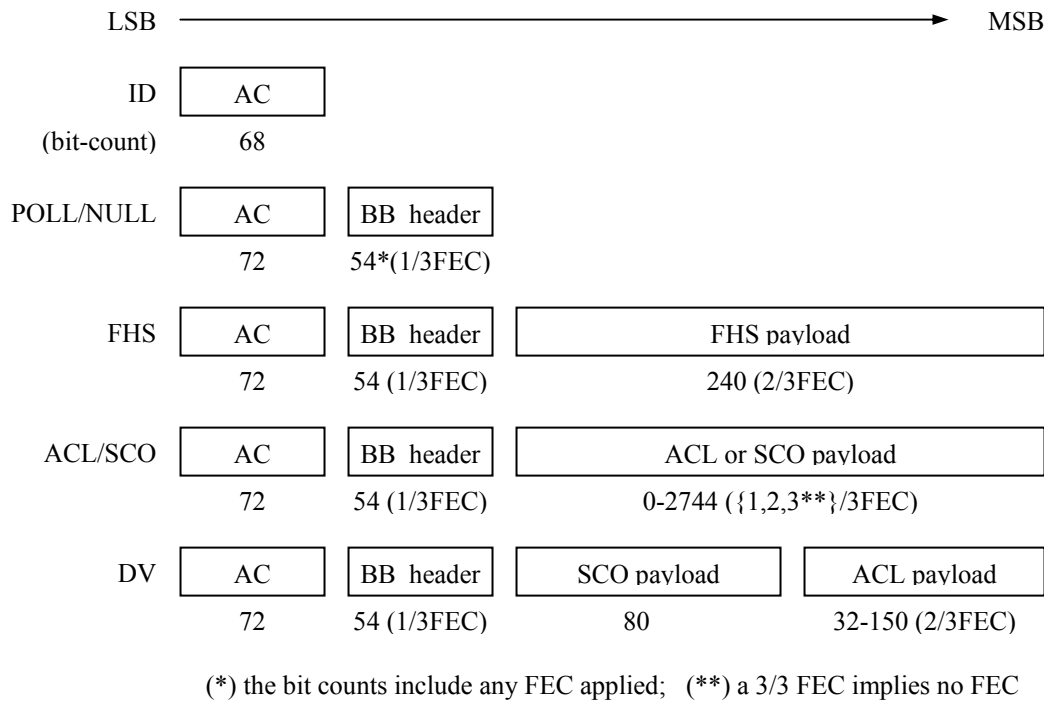 LSB MSB
ID AC
(bit-count) 68
POLL/NULL AC BB header
72 54*(1/3FEC)
FHS AC BB header FHS payload
72 54 (1/3FEC) 240 (2/3FEC)
ACL/SCO AC BB header ACL or SCO payload
72 54 (1/3FEC) 0-2744 ({1,2,3**}/3FEC)
DV AC BB header SCO payload ACL payload
72 54 (1/3FEC) 80 32-150 (2/3FEC)
(*) the bit counts include any FEC applied; (**) a 3/3 FEC implies no FEC